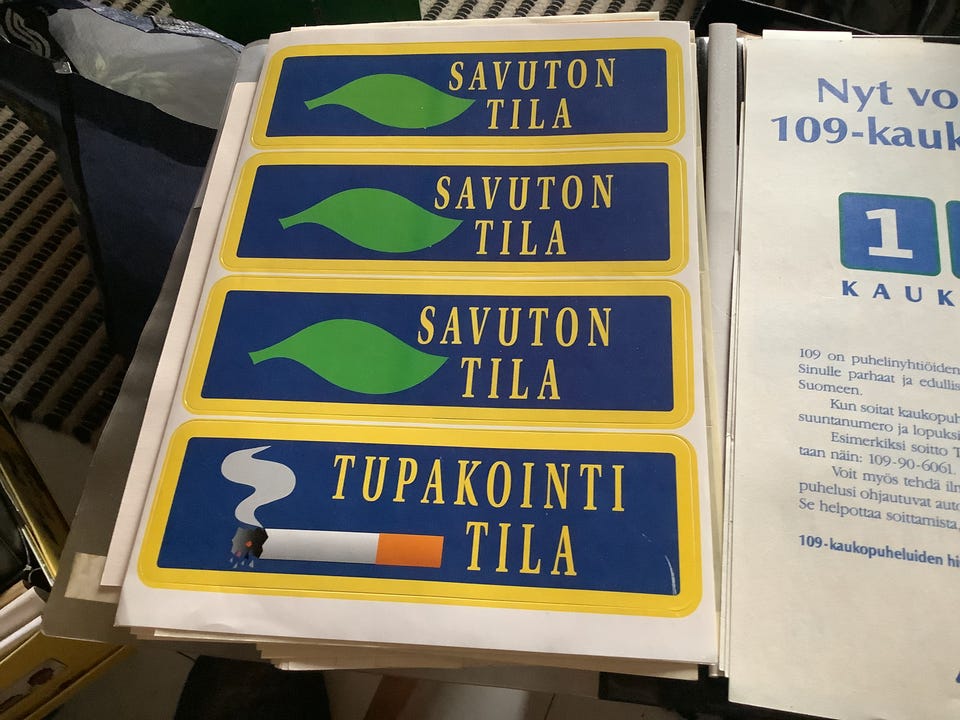 SAVUTON
TILA
SAVUTON
TILA
SAVUTON
TILA
TUPAKOINTI
TILA
Nyt vo
109-kauk
1
KAUK
109 on puhelinyhtiöiden
Sinulle parhaat ja edullis
Suomeen.
Kun soitat kaukopuh
suuntanumero ja lopuksi
Esimerkiksi soitto T
taan näin: 109-90-6061.
Voit myös tehdä iln
puhelusi ohjautuvat auto
Se helpottaa soittamista,
109-kaukopuheluiden hi